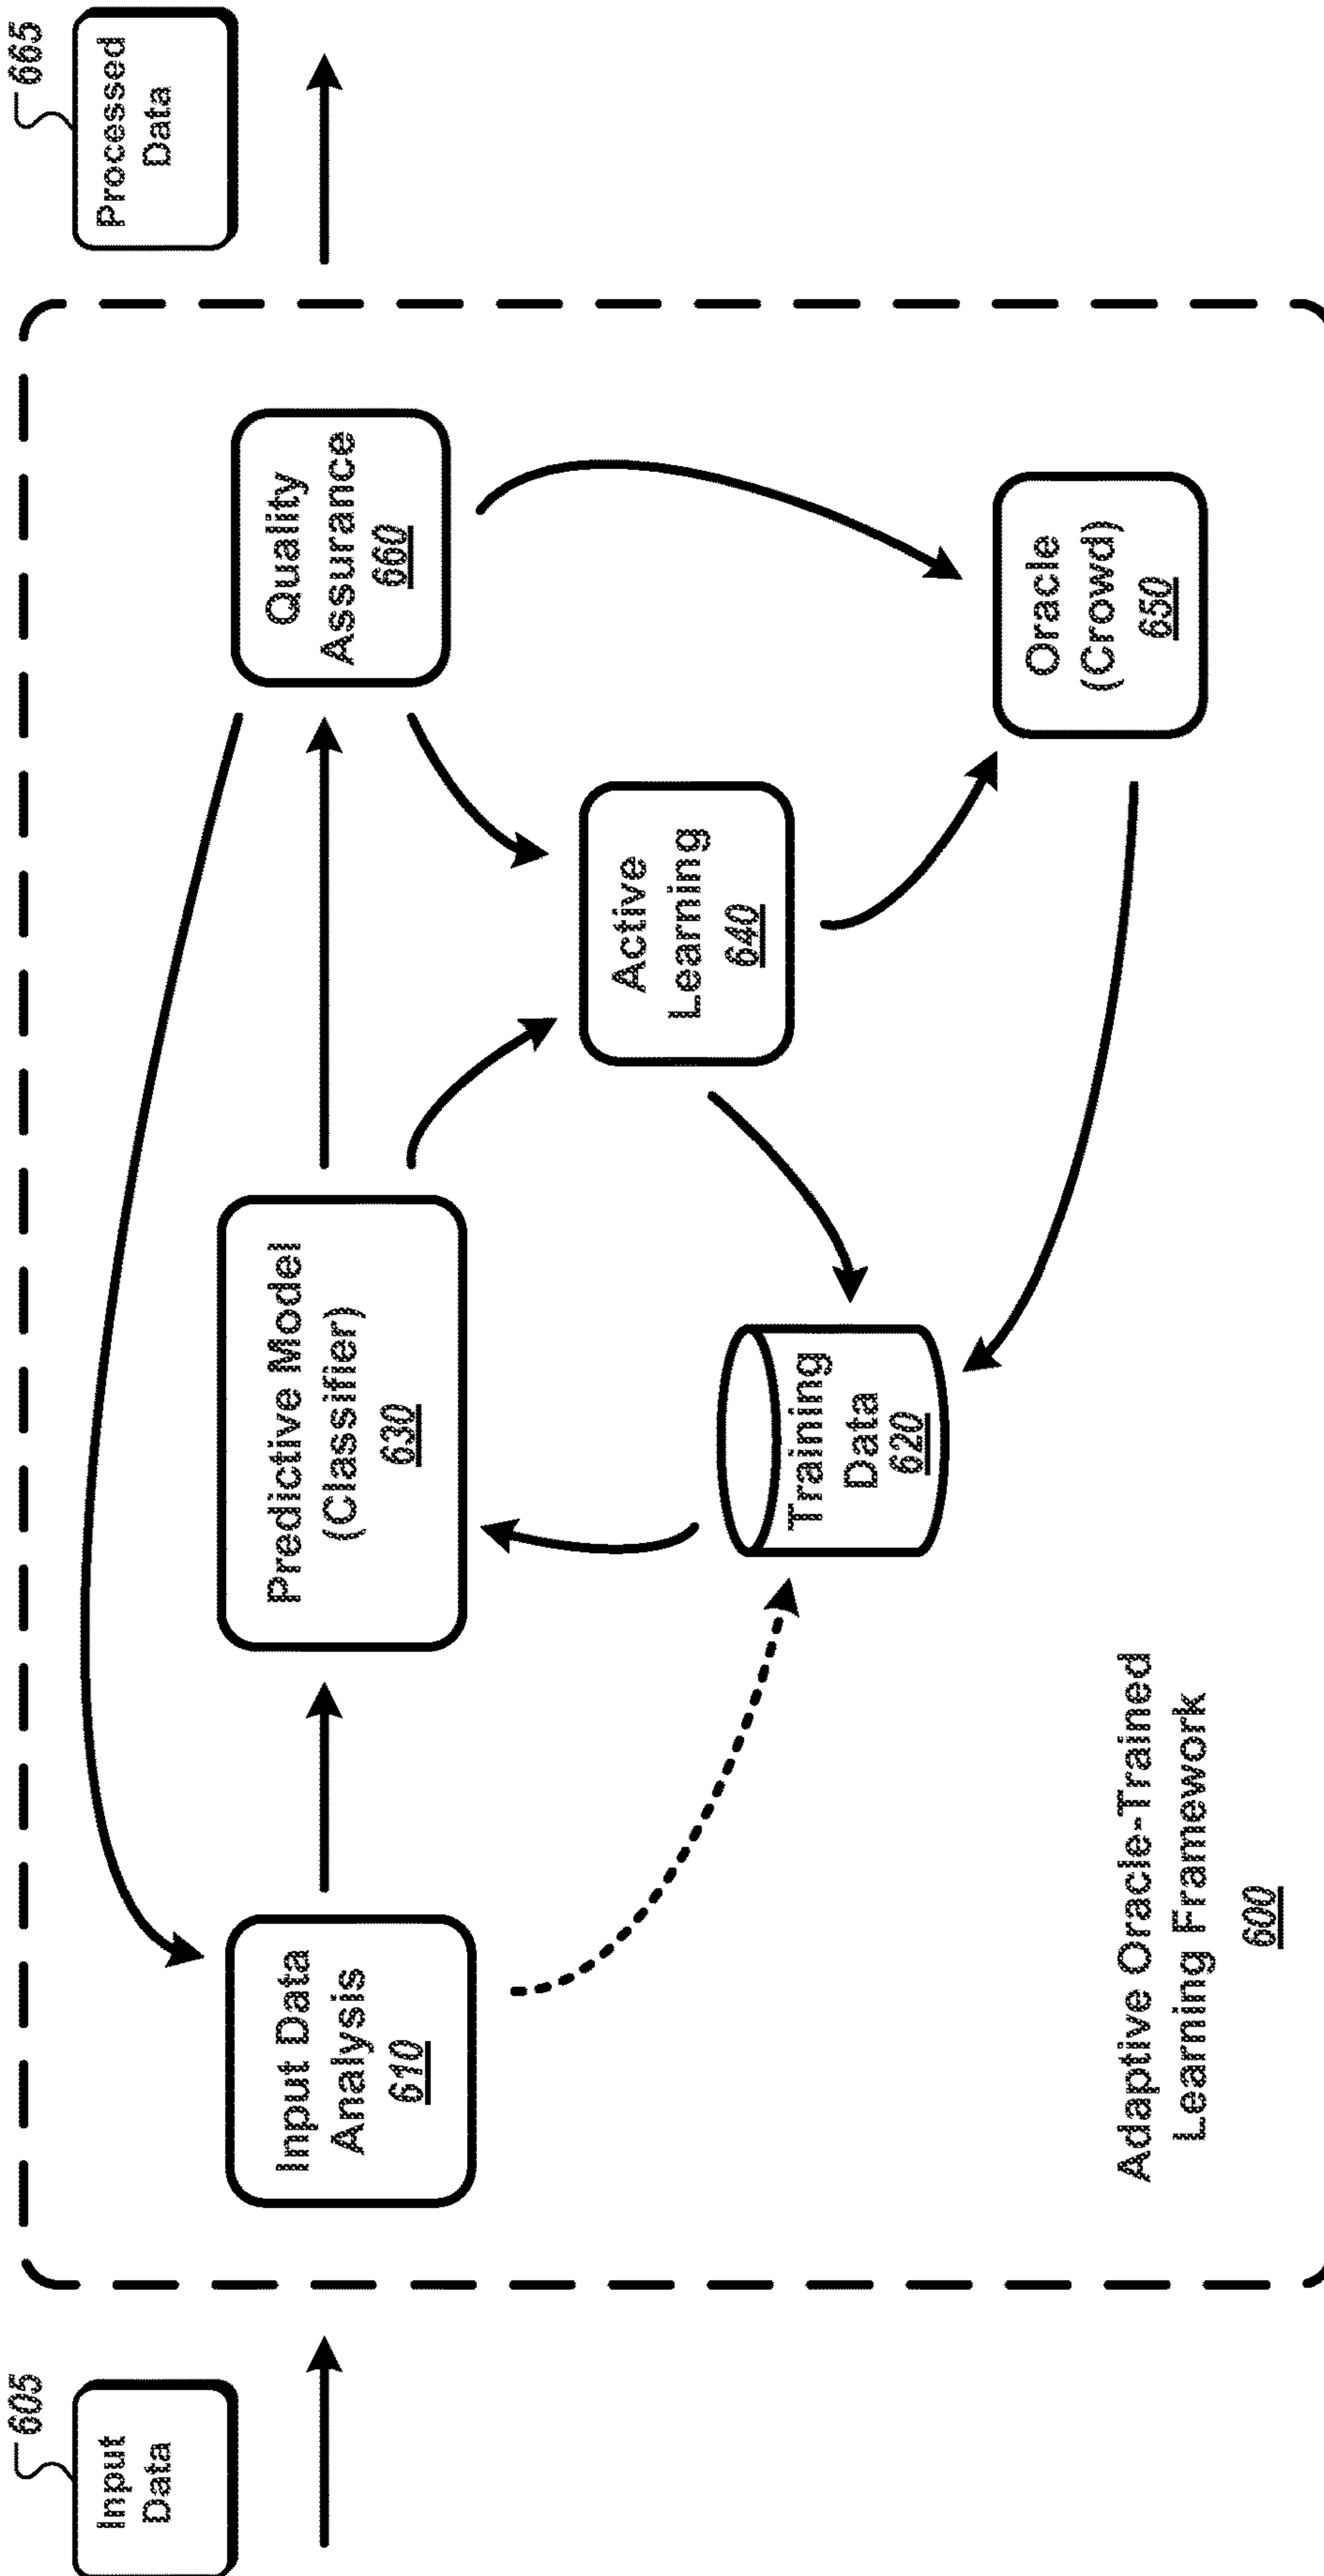 605
Input
Data
Input Data
Analysis
610
Predictive Model
(Classifier)
630
Quality
Assurance
660
665
Processed
Data
Active
Learning
640
Training
Data
620
Oracle
(Crowd)
650
Adaptive Oracle-Trained
Learning Framework
600